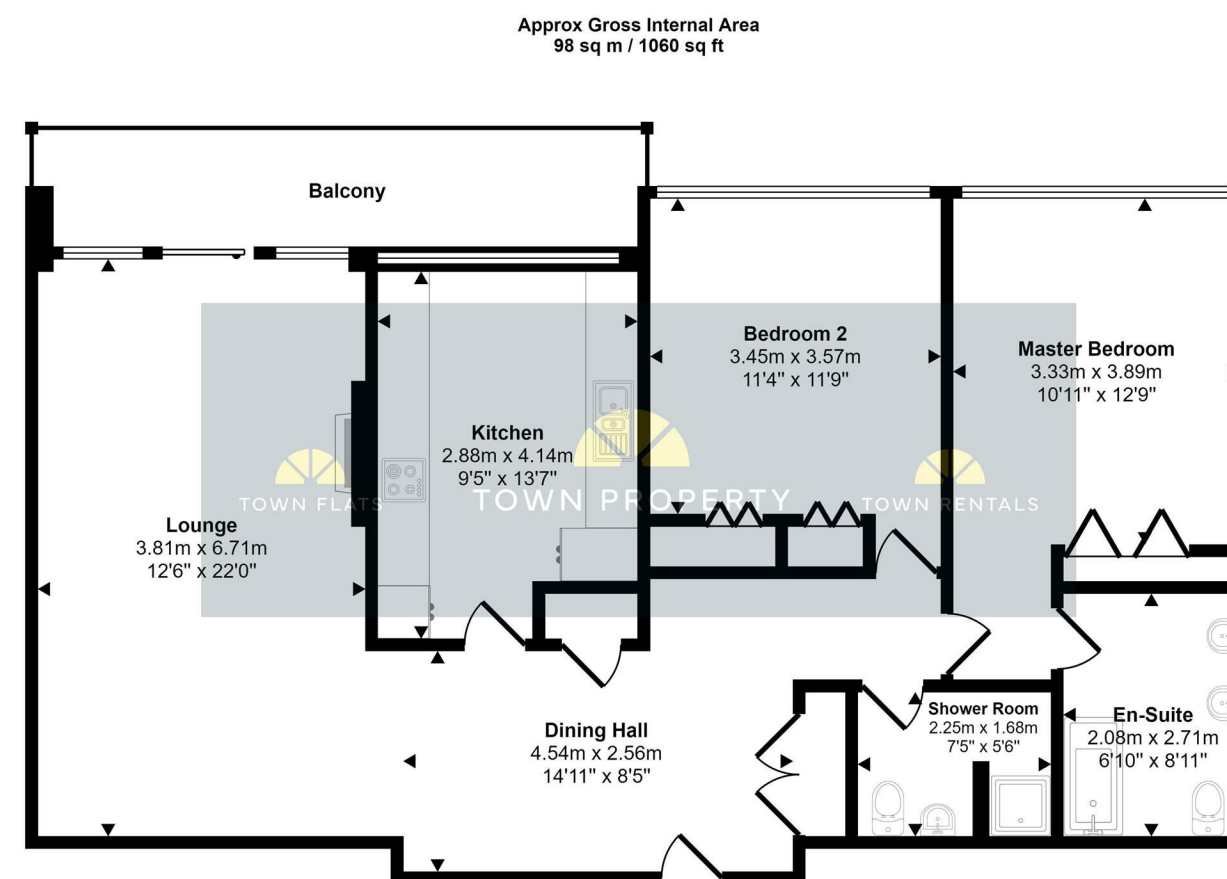 Approx Gross Internal Area
98 sq m / 1060 sq ft
Balcony
Bedroom 2
3.45m x 3.57m
11'4" x 11'9"
Master Bedroom
3.33m x 3.89m
10'11" x 12'9"
Kitchen
2.88m x 4.14m
9'5" x 13'7"
TOWN FLATS
TOWN PROPERTY
TOWN RENTALS
Lounge
3.81m x 6.71m
12'6" x 22'0"
Dining Hall
4.54m x 2.56m
14'11" x 8'5"
Shower Room
2.25m x 1.68m
7'5" x 5'6"
En-Suite
2.08m x 2.71m
6'10" x 8'11"